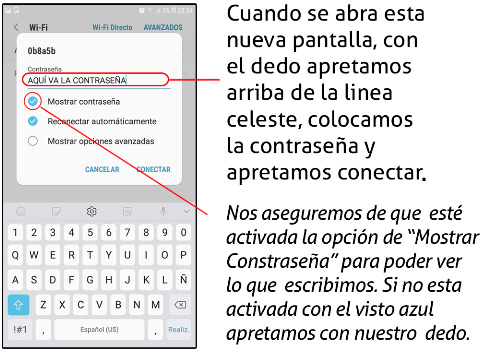 23:34
Wi-Fi
Wi-Fi Directo
AVANZADOS
0b8a5b
Contraseña
AQUÍ VA LA CONTRASEÑA
Mostrar contraseña
Reconectar automáticamente
Mostrar opciones avanzadas
CANCELAR
CONECTAR
1 2 3 4 5 6 7 8 9 0
Q W E R T Y U I O P
A S D F G H J K L Ñ
Z X C V B N M
!#1 , Español (US) . Realiz.
Cuando se abra esta
nueva pantalla, con
el dedo apretamos
arriba de la linea
celeste, colocamos
la contraseña y
apretamos conectar.
Nos aseguremos de que esté
activada la opción de “Mostrar
Constraseña” para poder ver
lo que escribimos. Si no esta
activada con el visto azul
apretamos con nuestro dedo.